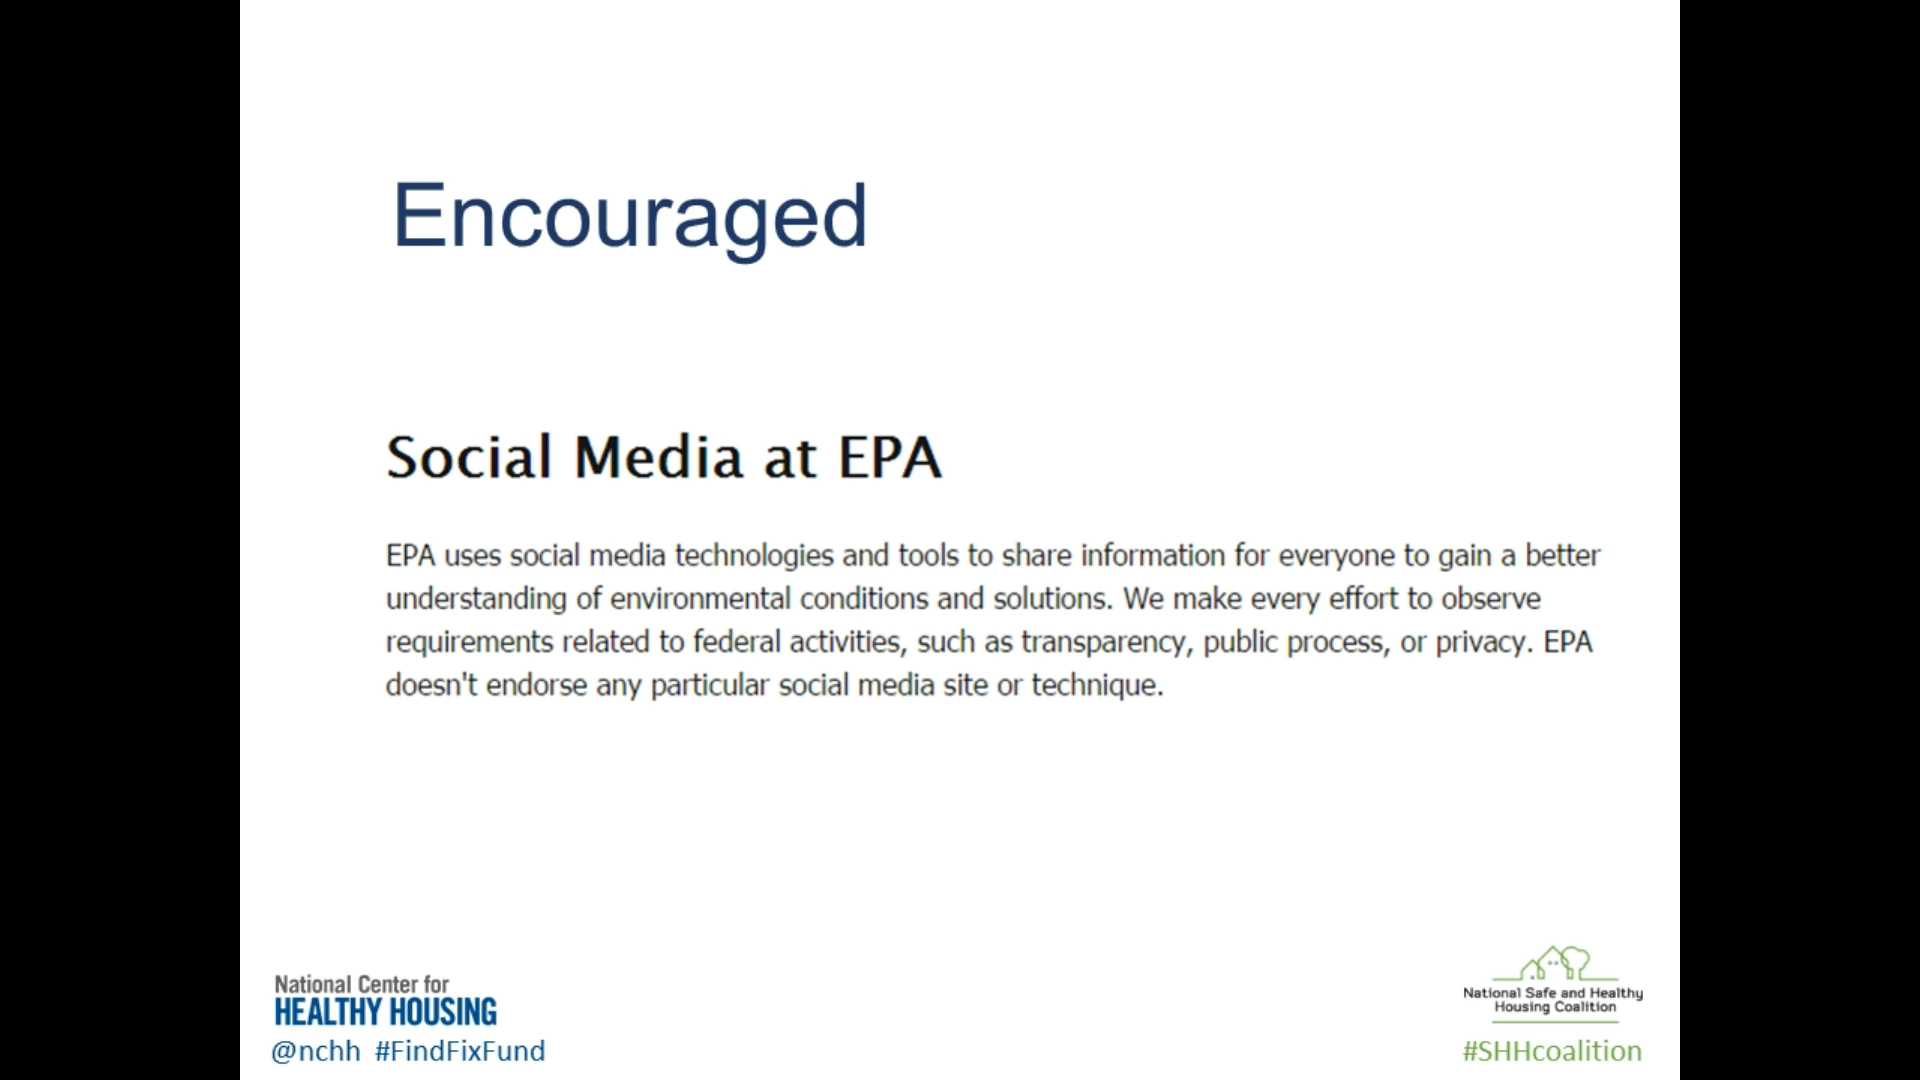 Encouraged
Social Media at EPA
EPA uses social media technologies and tools to share information for everyone to gain a better
understanding of environmental conditions and solutions. We make every effort to observe
requirements related to federal activities, such as transparency, public process, or privacy. EPA
doesn't endorse any particular social media site or technique.
National Center for
HEALTHY HOUSING
@nchh #FindFixFund
National Safe and Healthy
Housing Coalition
#SHHcoalition